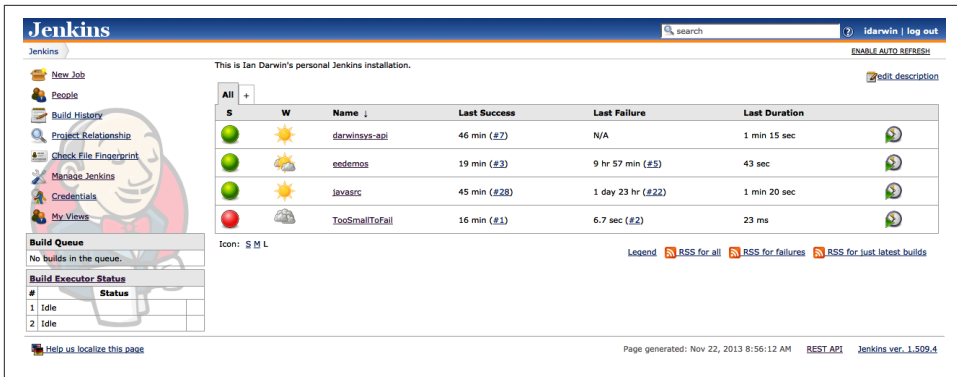 Jenkins
search
idarwin | log out
Jenkins
ENABLE AUTO REFRESH
New Job
People
Build History
Project Relationship
Check File Fingerprint
Manage Jenkins
Credentials
My Views
Build Queue
No builds in the queue.
Build Executor Status
# Status
1 Idle
2 Idle
This is Ian Darwin's personal Jenkins installation.
edit description
All +
S W Name ↓ Last Success Last Failure Last Duration
darwinsys-api 46 min (#7) N/A 1 min 15 sec
eedemos 19 min (#3) 9 hr 57 min (#5) 43 sec
javasrc 45 min (#28) 1 day 23 hr (#22) 1 min 20 sec
TooSmallToFail 16 min (#1) 6.7 sec (#2) 23 ms
Icon: S M L
Legend RSS for all RSS for failures RSS for just latest builds
Help us localize this page
Page generated: Nov 22, 2013 8:56:12 AM REST API Jenkins ver. 1.509.4